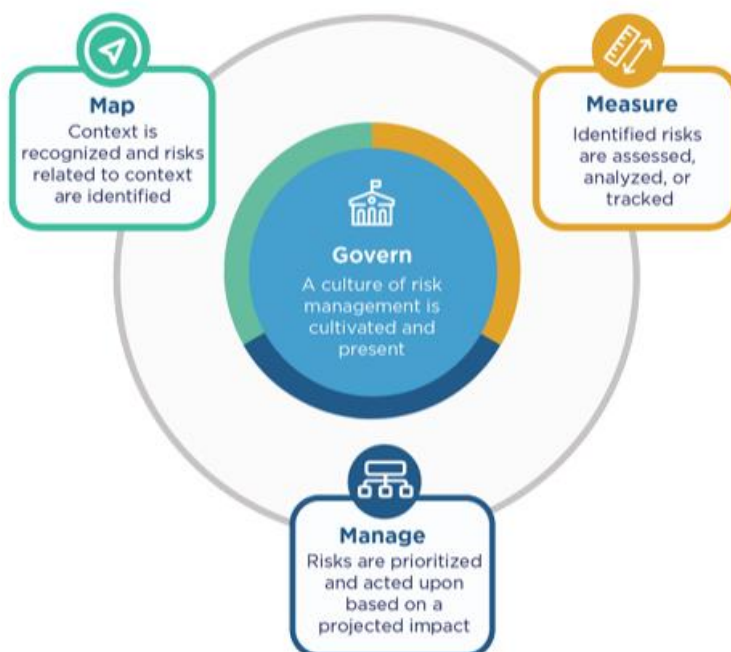 Map
Context is
recognized and risks
related to context
are identified
Measure
Identified risks
are assessed,
analyzed, or
tracked
Govern
A culture of risk
management is
cultivated and
present
Manage
Risks are prioritized
and acted upon
based on a
projected impact